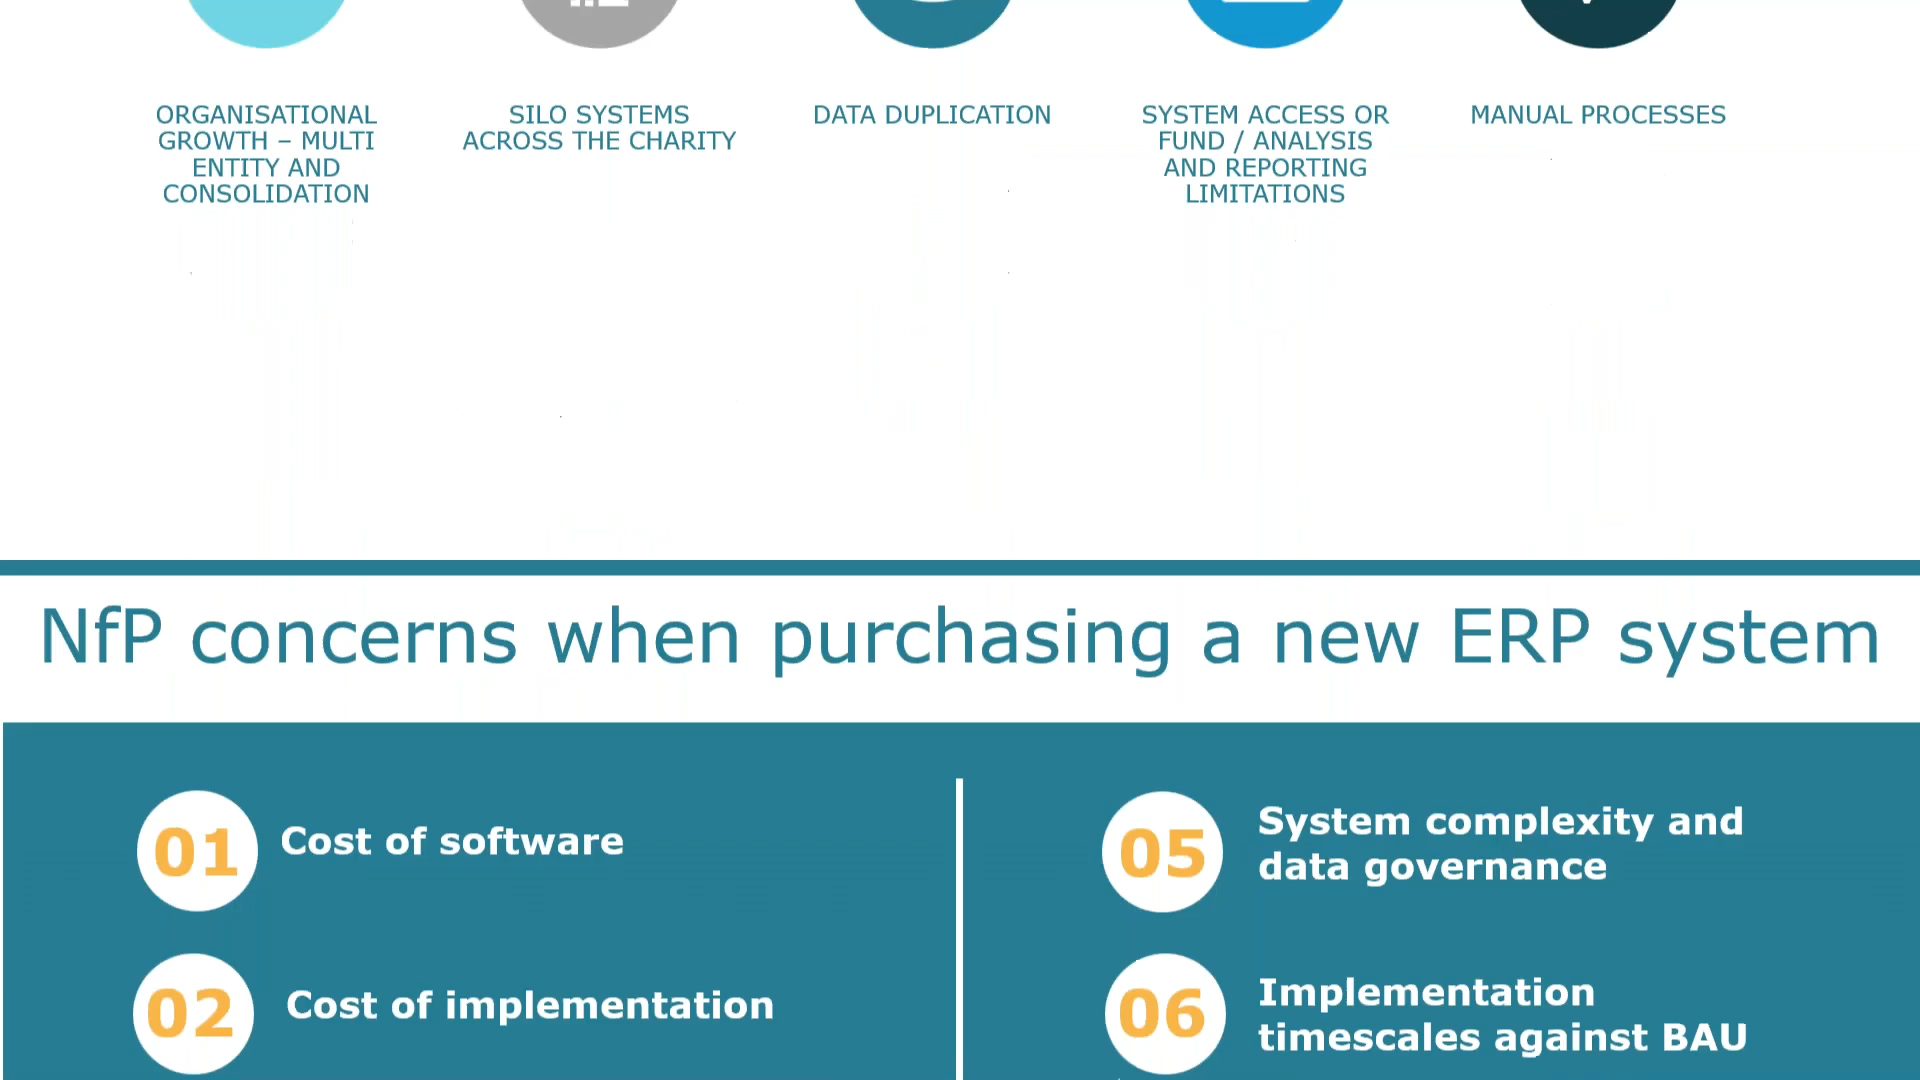 ORGANISATIONAL
GROWTH – MULTI
ENTITY AND
CONSOLIDATION
SILO SYSTEMS
ACROSS THE CHARITY
DATA DUPLICATION
SYSTEM ACCESS OR
FUND / ANALYSIS
AND REPORTING
LIMITATIONS
MANUAL PROCESSES
NfP concerns when purchasing a new ERP system
01
Cost of software
02
Cost of implementation
05
System complexity and
data governance
06
Implementation
timescales against BAU